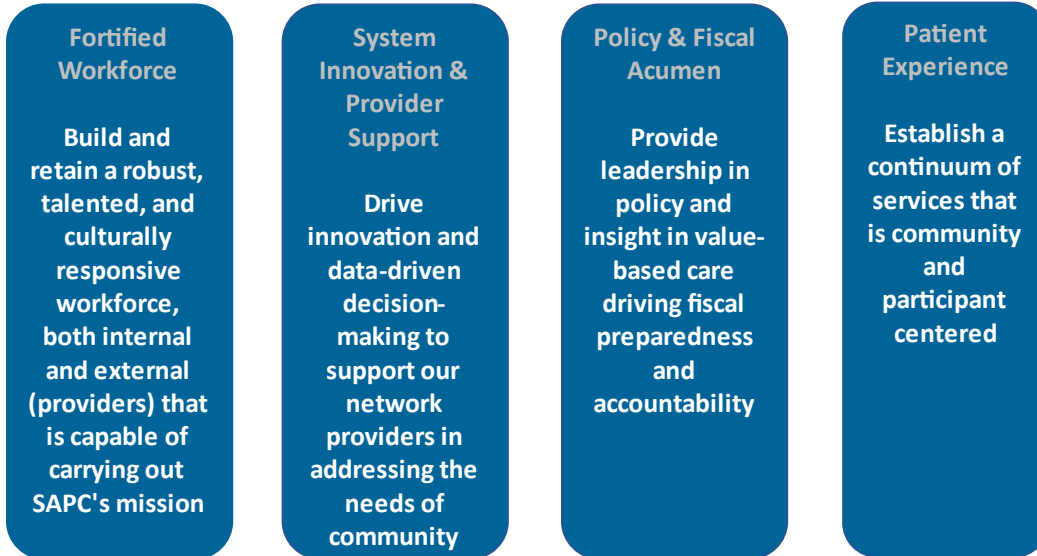 Fortified
Workforce
Build and
retain a robust,
talented, and
culturally
responsive
workforce,
both internal
and external
(providers) that
is capable of
carrying out
SAPC's mission
System
Innovation &
Provider
Support
Drive
innovation and
data-driven
decision-
making to
support our
network
providers in
addressing the
needs of
community
Policy & Fiscal
Acumen
Provide
leadership in
policy and
insight in value-
based care
driving fiscal
preparedness
and
accountability
Patient
Experience
Establish a
continuum of
services that
is community
and
participant
centered